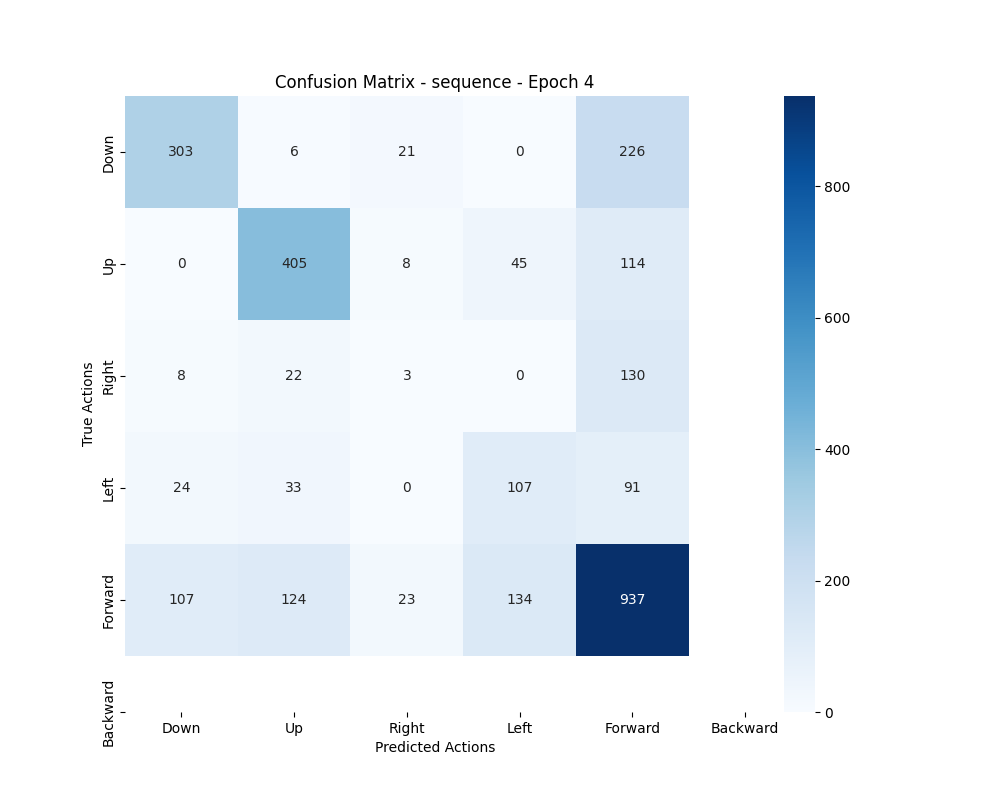 Confusion Matrix - sequence - Epoch 4
True Actions
Down 303 6 21 0 226
Up 0 405 8 45 114
Right 8 22 3 0 130
Left 24 33 0 107 91
Forward 107 124 23 134 937
Backward
Down Up Right Left Forward Backward
Predicted Actions
800
600
400
200
0